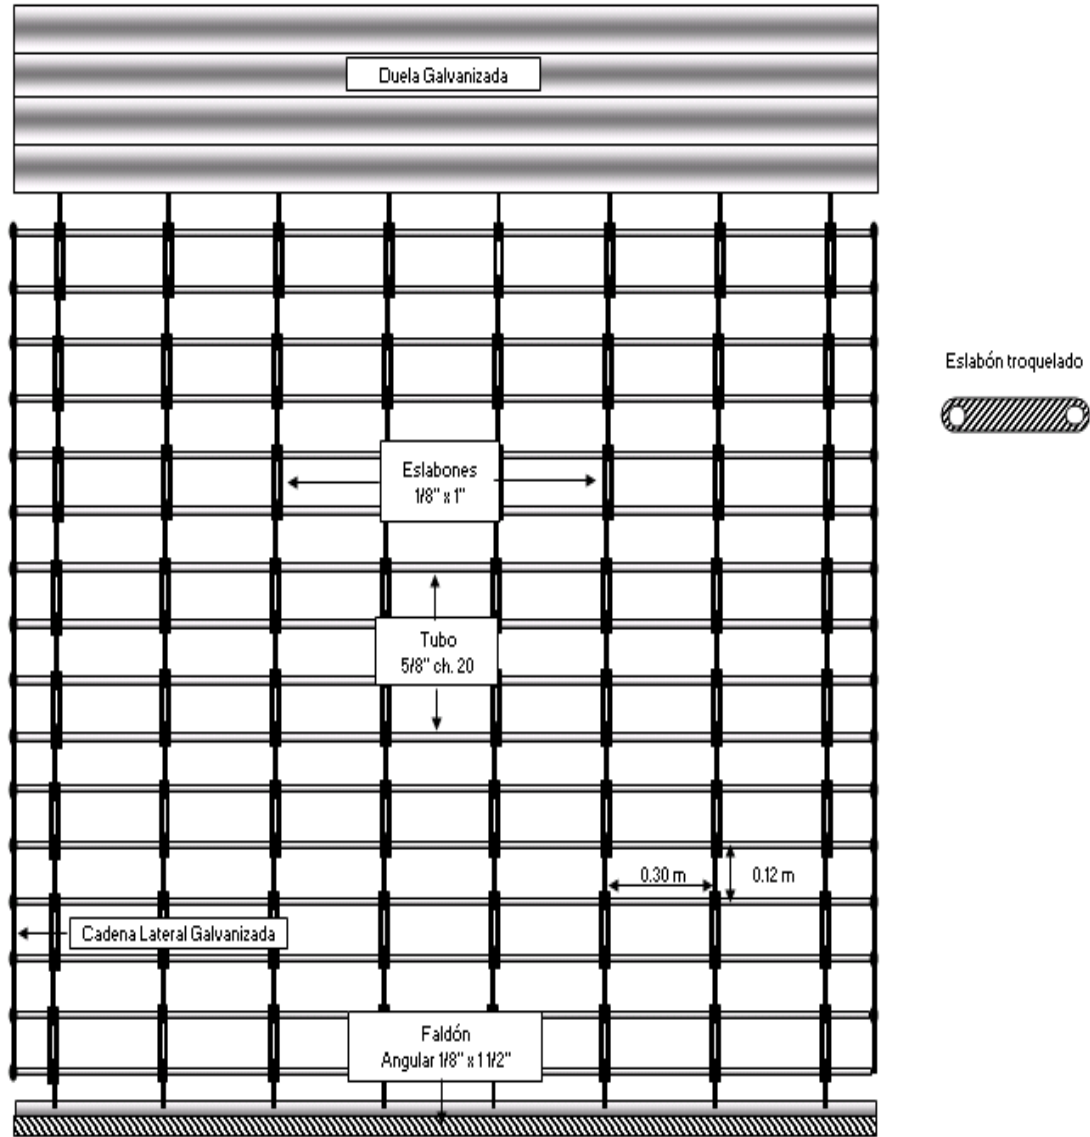 Duela Galvanizada
Eslabón troquelado
Eslabones
1/8" x 1"
Tubo
5/8" ch. 20
0.30 m
0.12 m
Cadena Lateral Galvanizada
Faldón
Angular 1/8" x 1 1/2"